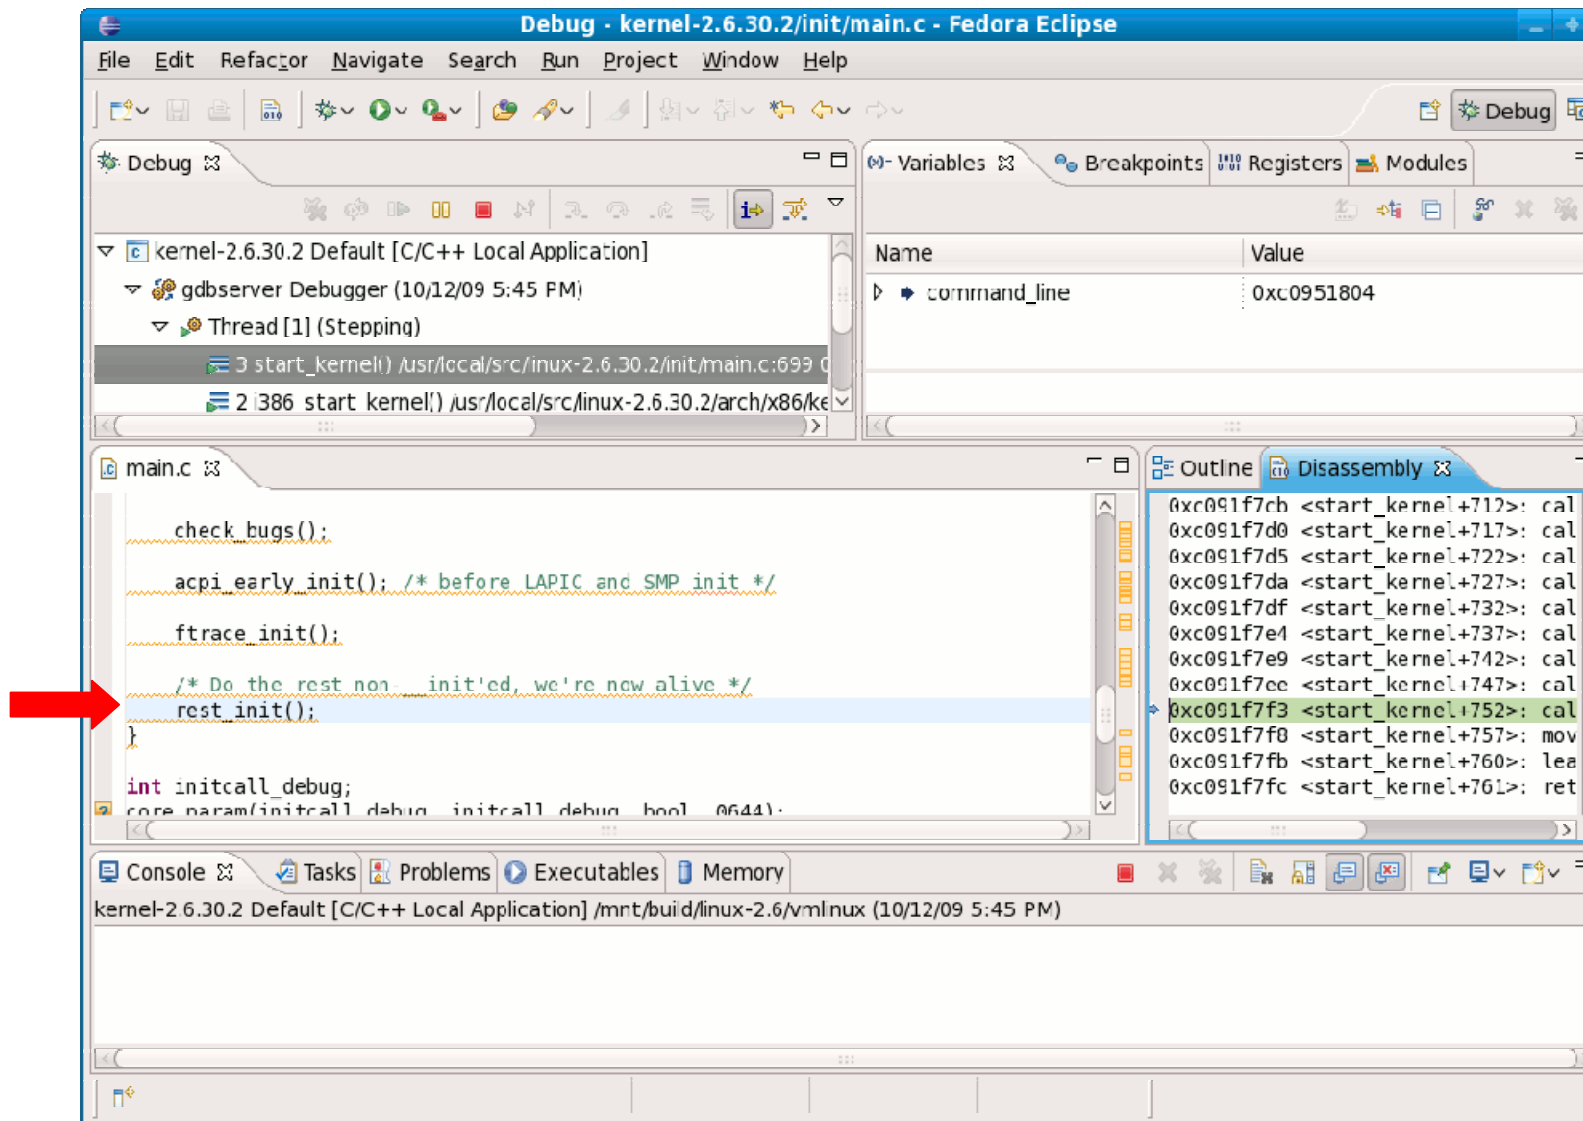 Debug - kernel-2.6.30.2/init/main.c - Fedora Eclipse
File Edit Refactor Navigate Search Run Project Window Help
Debug
Debug
Variables Breakpoints Registers Modules
kernel-2.6.30.2 Default [C/C++ Local Application]
gdbserver Debugger (10/12/09 5:45 PM)
Thread [1] (Stepping)
3 start_kernel() /usr/local/src/inux-2.6.30.2/init/main.c:699
2 i386_start_kernel() /usr/local/src/linux-2.6.30.2/arch/x86/ke
Name Value
command_line 0xc0951804
main.c
check_bugs();
acpi_early_init(); /* before LAPIC and SMP init */
ftrace_init();
/* Do the rest non-__init'ed, we're now alive */
rest_init();
}
int initcall_debug;
core_param(initcall_debug, initcall_debug, bool, 0644);
Outline Disassembly
0xc091f7cb <start_kernel+712>: cal
0xc091f7d0 <start_kernel+717>: cal
0xc091f7d5 <start_kernel+722>: cal
0xc091f7da <start_kernel+727>: cal
0xc091f7df <start_kernel+732>: cal
0xc091f7e4 <start_kernel+737>: cal
0xc091f7e9 <start_kernel+742>: cal
0xc091f7ee <start_kernel+747>: cal
0xc091f7f3 <start_kernel+752>: cal
0xc091f7f8 <start_kernel+757>: mov
0xc091f7fb <start_kernel+760>: lea
0xc091f7fc <start_kernel+761>: ret
Console Tasks Problems Executables Memory
kernel-2.6.30.2 Default [C/C++ Local Application] /mnt/build/linux-2.6/vmlinux (10/12/09 5:45 PM)